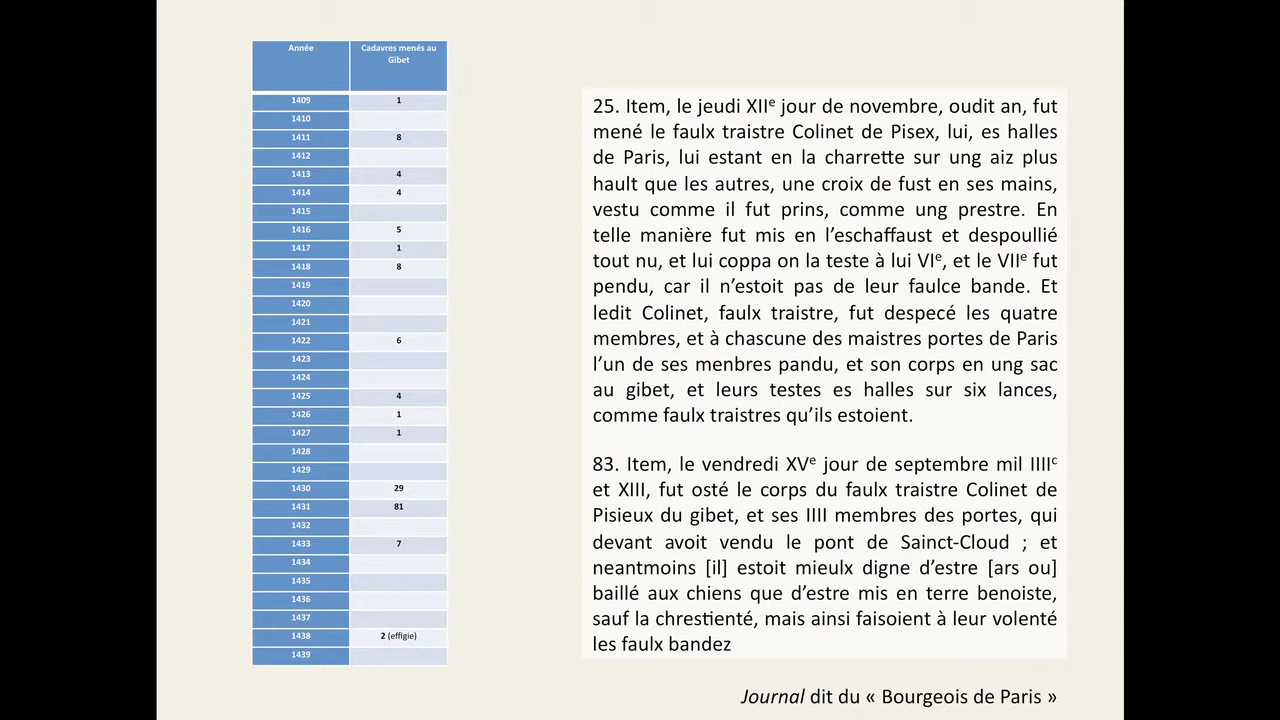 Année Cadavres menés au
Gibet
1409 1
1410
1411 8
1412
1413 4
1414 4
1415
1416 5
1417 1
1418 8
1419
1420
1421
1422 6
1423
1424
1425 4
1426 1
1427 1
1428
1429
1430 29
1431 81
1432
1433 7
1434
1435
1436
1437
1438 2 (effigie)
1439
25. Item, le jeudi XIIᵉ jour de novembre, oudit an, fut
mené le faulx traistre Colinet de Pisex, lui, es halles
de Paris, lui estant en la charrette sur ung aiz plus
hault que les autres, une croix de fust en ses mains,
vestu comme il fut prins, comme ung prestre. En
telle manière fut mis en l’eschaffaust et despoullié
tout nu, et lui coppa on la teste à lui VIᵉ, et le VIIᵉ fut
pendu, car il n’estoit pas de leur faulce bande. Et
ledit Colinet, faulx traistre, fut despecé les quatre
membres, et à chascune des maistres portes de Paris
l’un de ses menbres pandu, et son corps en ung sac
au gibet, et leurs testes es halles sur six lances,
comme faulx traistres qu’ils estoient.
83. Item, le vendredi XVᵉ jour de septembre mil IIIIᶜ
et XIII, fut osté le corps du faulx traistre Colinet de
Pisieux du gibet, et ses IIII membres des portes, qui
devant avoit vendu le pont de Sainct-Cloud ; et
neantmoins [il] estoit mieulx digne d’estre [ars ou]
baillé aux chiens que d’estre mis en terre benoiste,
sauf la chrestienté, mais ainsi faisoient à leur volenté
les faulx bandez
Journal dit du « Bourgeois de Paris »